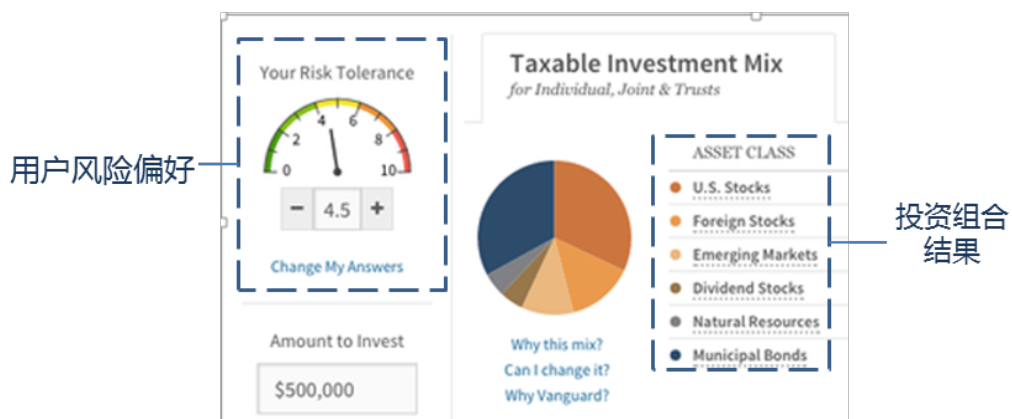 用户风险偏好
Your Risk Tolerance
0
2
4
6
8
10
− 4.5 +
Change My Answers
Amount to Invest
$500,000
Taxable Investment Mix
for Individual, Joint & Trusts
Why this mix?
Can I change it?
Why Vanguard?
ASSET CLASS
U.S. Stocks
Foreign Stocks
Emerging Markets
Dividend Stocks
Natural Resources
Municipal Bonds
投资组合
结果